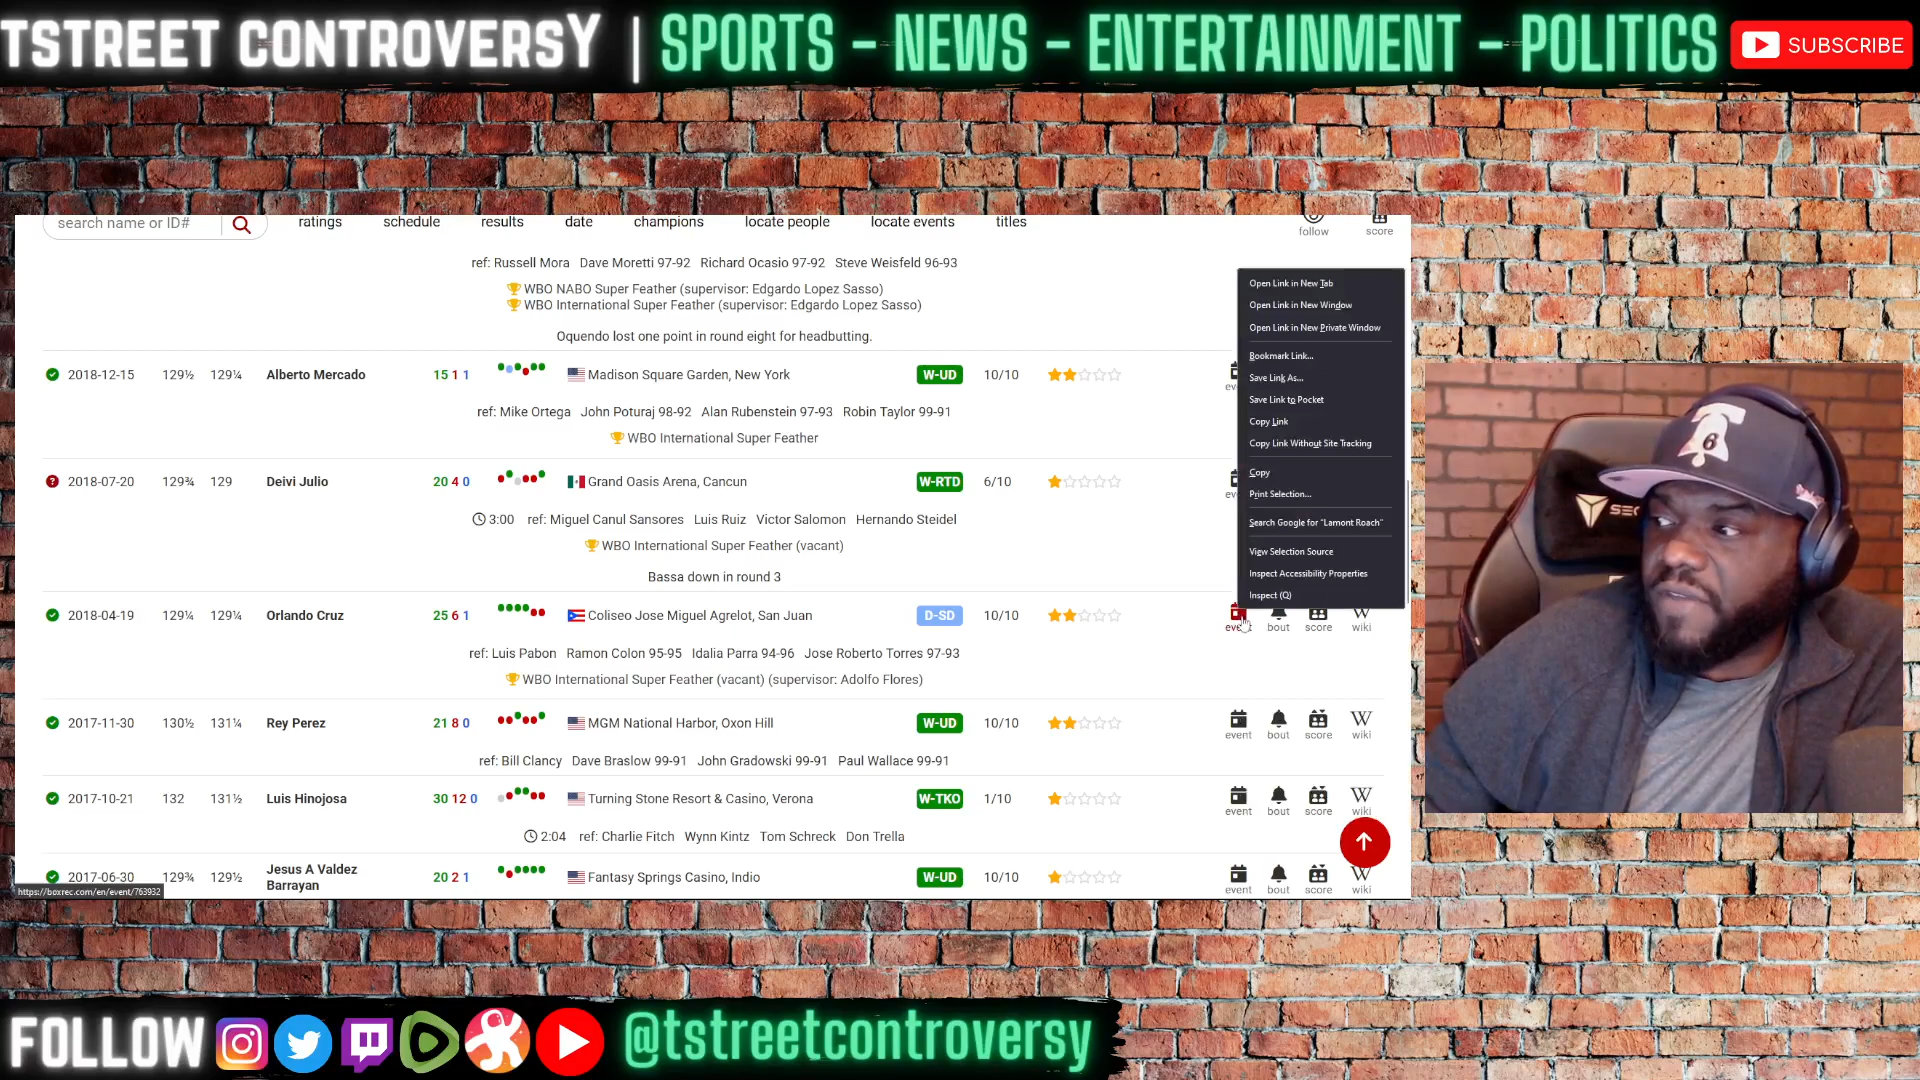 TSTREET CONTROVERSY | SPORTS - NEWS - ENTERTAINMENT - POLITICS SUBSCRIBE
search name or ID# ratings schedule results date champions locate people locate events titles
follow score
ref: Russell Mora Dave Moretti 97-92 Richard Ocasio 97-92 Steve Weisfeld 96-93
WBO NABO Super Feather (supervisor: Edgardo Lopez Sasso)
WBO International Super Feather (supervisor: Edgardo Lopez Sasso)
Oquendo lost one point in round eight for headbutting.
2018-12-15 129½ 129¼ Alberto Mercado 15 1 1 Madison Square Garden, New York W-UD 10/10
ref: Mike Ortega John Poturaj 98-92 Alan Rubenstein 97-93 Robin Taylor 99-91
WBO International Super Feather
2018-07-20 129¾ 129 Deivi Julio 20 4 0 Grand Oasis Arena, Cancun W-RTD 6/10
3:00 ref: Miguel Canul Sansores Luis Ruiz Victor Salomon Hernando Steidel
WBO International Super Feather (vacant)
Bassa down in round 3
2018-04-19 129¼ 129¼ Orlando Cruz 25 6 1 Coliseo Jose Miguel Agrelot, San Juan D-SD 10/10
event bout score wiki
ref: Luis Pabon Ramon Colon 95-95 Idalia Parra 94-96 Jose Roberto Torres 97-93
WBO International Super Feather (vacant) (supervisor: Adolfo Flores)
2017-11-30 130½ 131¼ Rey Perez 21 8 0 MGM National Harbor, Oxon Hill W-UD 10/10
event bout score wiki
ref: Bill Clancy Dave Braslow 99-91 John Gradowski 99-91 Paul Wallace 99-91
2017-10-21 132 131½ Luis Hinojosa 30 12 0 Turning Stone Resort & Casino, Verona W-TKO 1/10
event bout score wiki
2:04 ref: Charlie Fitch Wynn Kintz Tom Schreck Don Trella
2017-06-30 129¾ 129½ Jesus A Valdez Barrayan 20 2 1 Fantasy Springs Casino, Indio W-UD 10/10
event bout score wiki
https://boxrec.com/en/event/763932
Open Link in New Tab
Open Link in New Window
Open Link in New Private Window
Bookmark Link...
Save Link As...
Save Link to Pocket
Copy Link
Copy Link Without Site Tracking
Copy
Print Selection...
Search Google for "Lamont Roach"
View Selection Source
Inspect Accessibility Properties
Inspect (Q)
6
SEC
FOLLOW @tstreetcontroversy